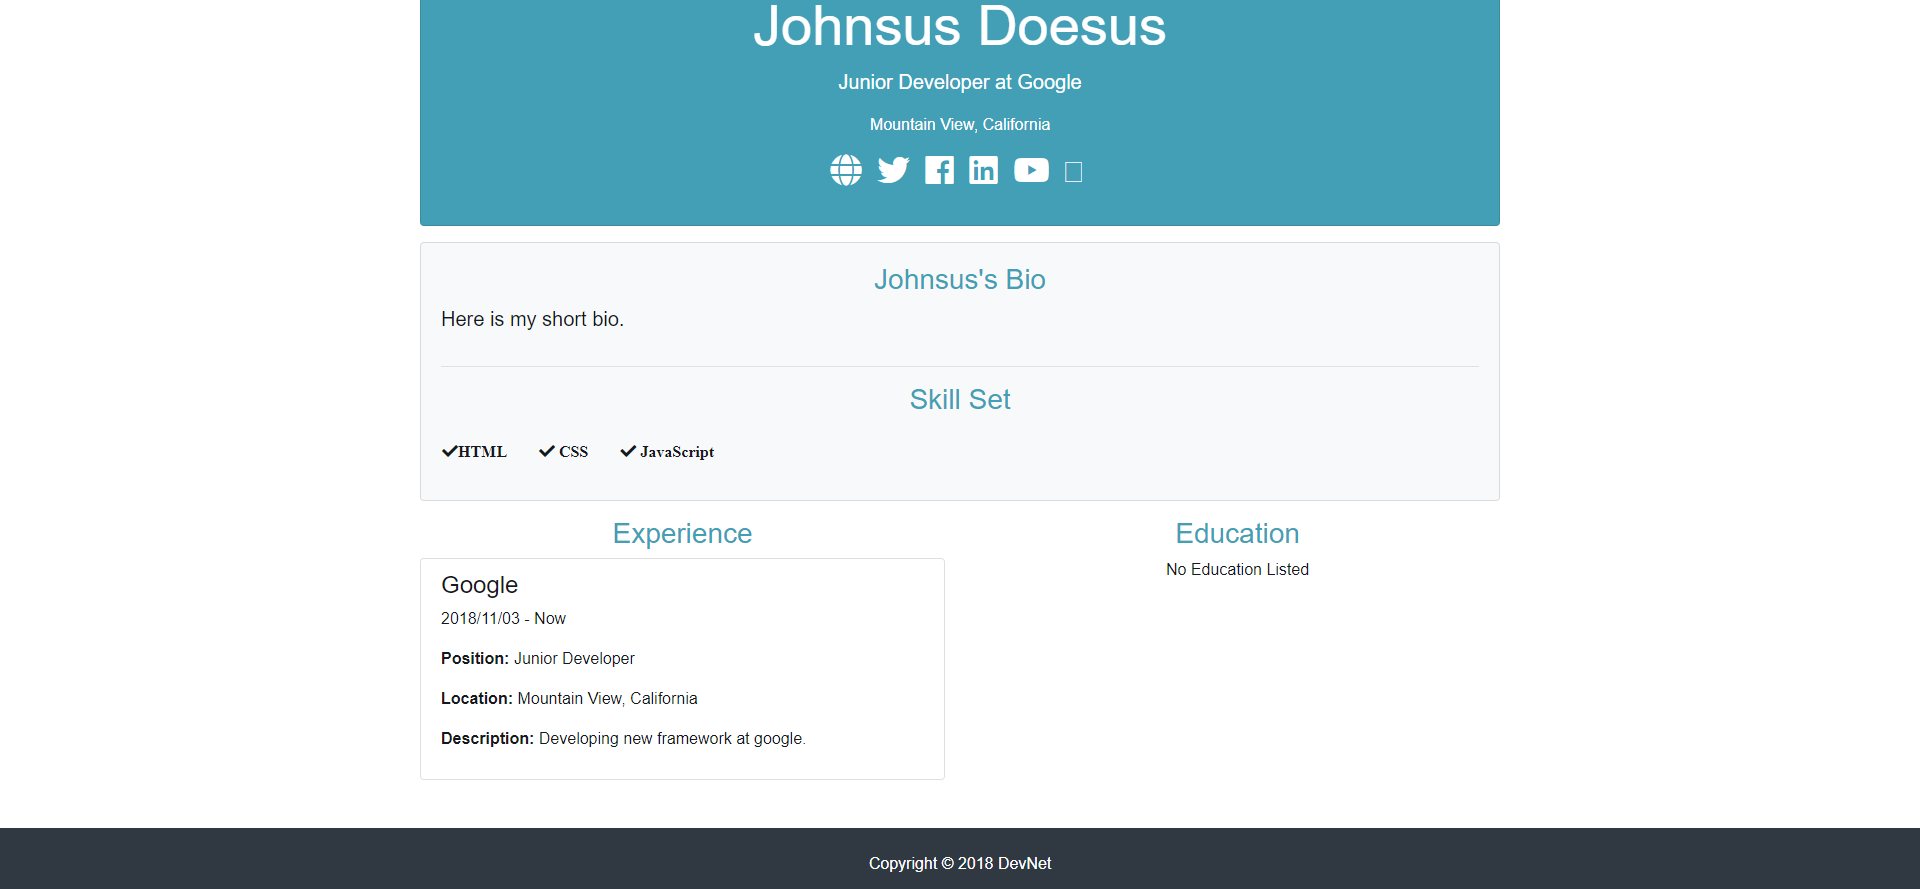 Johnsus Doesus
Junior Developer at Google
Mountain View, California
Johnsus's Bio
Here is my short bio.
Skill Set
HTML CSS JavaScript
Experience
Google
2018/11/03 - Now
Position: Junior Developer
Location: Mountain View, California
Description: Developing new framework at google.
Education
No Education Listed
Copyright © 2018 DevNet